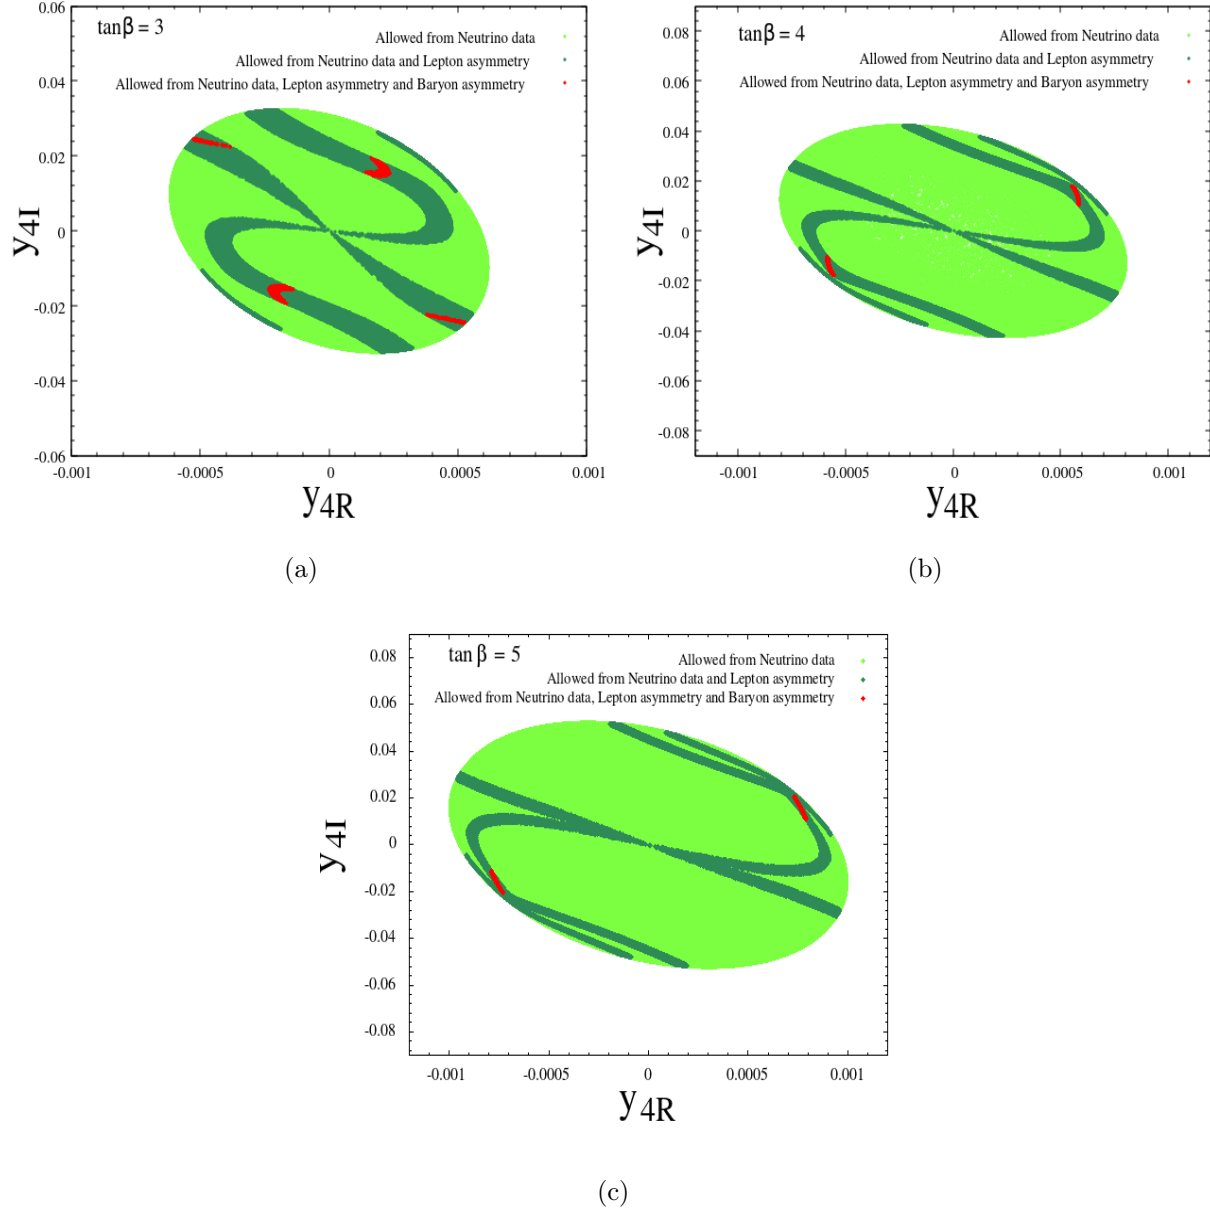 tanβ = 3
Allowed from Neutrino data
Allowed from Neutrino data and Lepton asymmetry
Allowed from Neutrino data, Lepton asymmetry and Baryon asymmetry
0.06
0.04
0.02
0
-0.02
-0.04
-0.06
y4I
-0.001
-0.0005
0
0.0005
0.001
y4R
(a)
tanβ = 4
Allowed from Neutrino data
Allowed from Neutrino data and Lepton asymmetry
Allowed from Neutrino data, Lepton asymmetry and Baryon asymmetry
0.08
0.06
0.04
0.02
0
-0.02
-0.04
-0.06
-0.08
y4I
-0.001
-0.0005
0
0.0005
0.001
y4R
(b)
tan β = 5
Allowed from Neutrino data
Allowed from Neutrino data and Lepton asymmetry
Allowed from Neutrino data, Lepton asymmetry and Baryon asymmetry
0.08
0.06
0.04
0.02
0
-0.02
-0.04
-0.06
-0.08
y4I
-0.001
-0.0005
0
0.0005
0.001
y4R
(c)